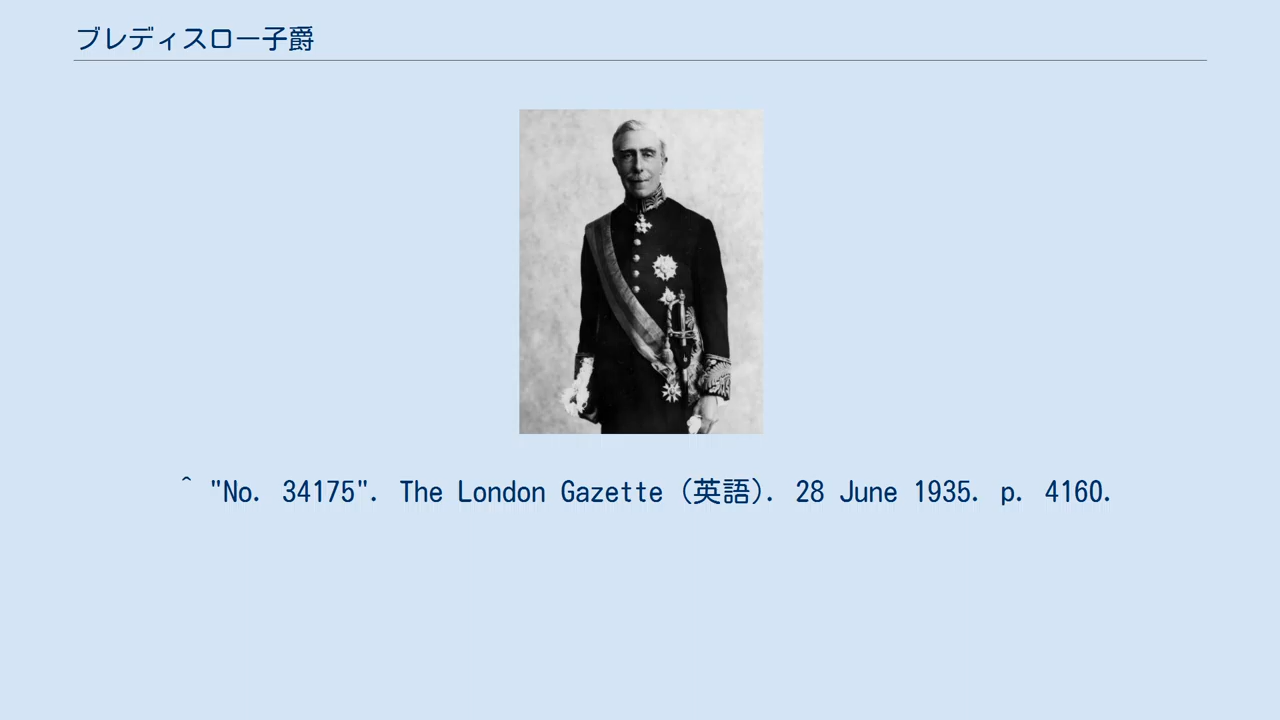 ブレディスロー子爵
^ "No. 34175". The London Gazette (英語). 28 June 1935. p. 4160.